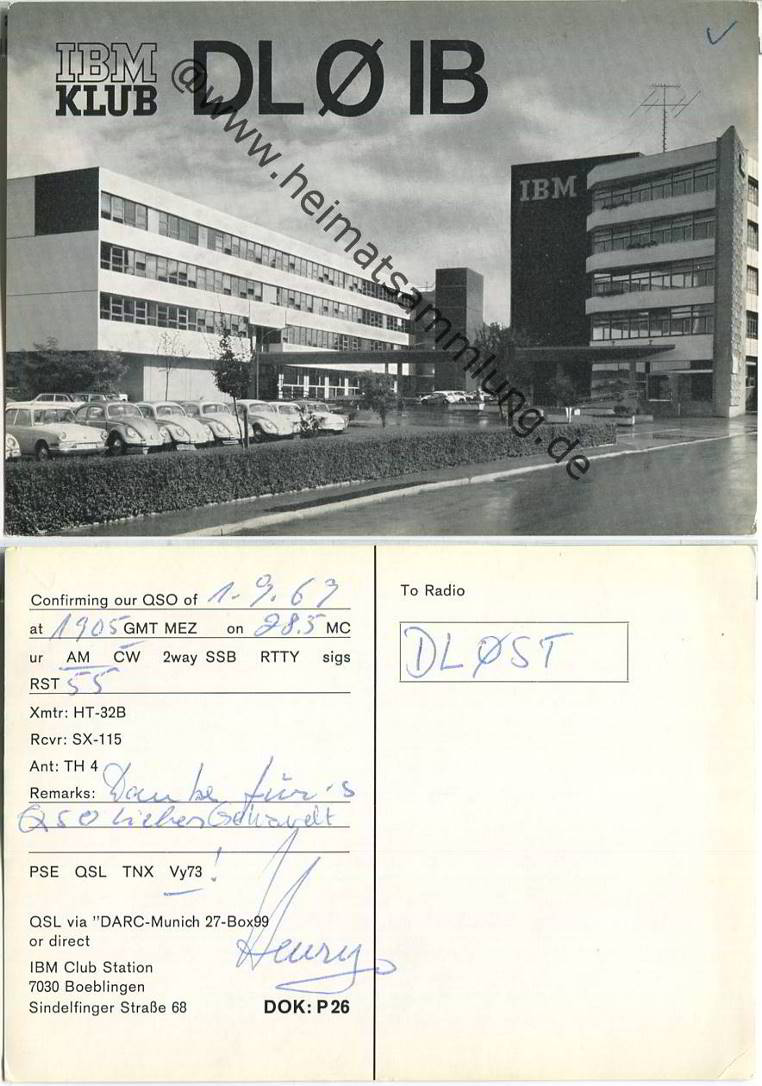 IBM
KLUB DLØ IB
IBM
@www.heimatsammlung.de
Confirming our QSO of 1.9.69
at 1905 GMT MEZ on 28.5 MC
ur AM CW 2way SSB RTTY sigs
RST 55
Xmtr: HT-32B
Rcvr: SX-115
Ant: TH 4
Remarks: Danke für's
QSO lieber
PSE QSL TNX Vy73 !
QSL via "DARC-Munich 27-Box99
or direct
Henry
IBM Club Station
7030 Boeblingen
Sindelfinger Straße 68 DOK: P26
To Radio
DLØST